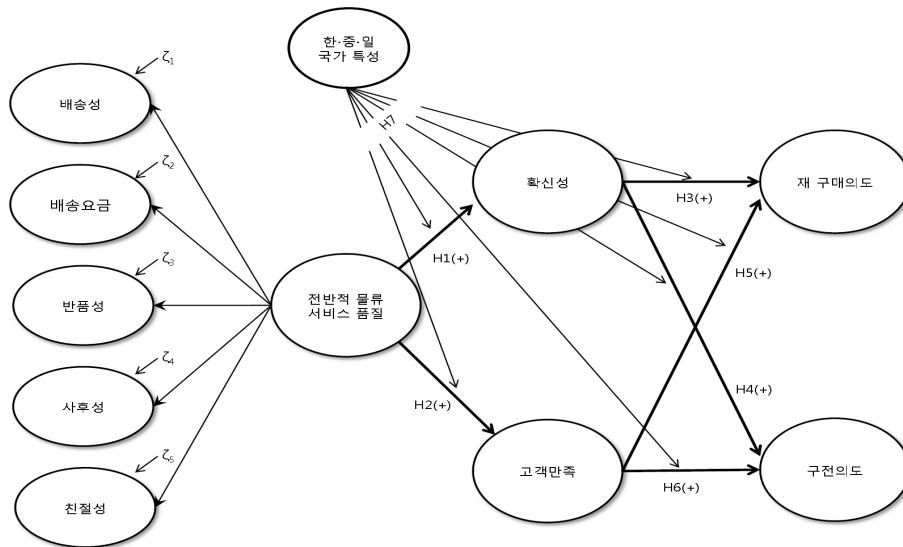 한·중·일
국가 특성
ζ1
배송성
ζ2
배송요금
ζ3
반품성
ζ4
사후성
ζ5
친절성
전반적 물류
서비스 품질
H7
확신성
고객만족
재 구매의도
구전의도
H1(+)
H2(+)
H3(+)
H5(+)
H4(+)
H6(+)